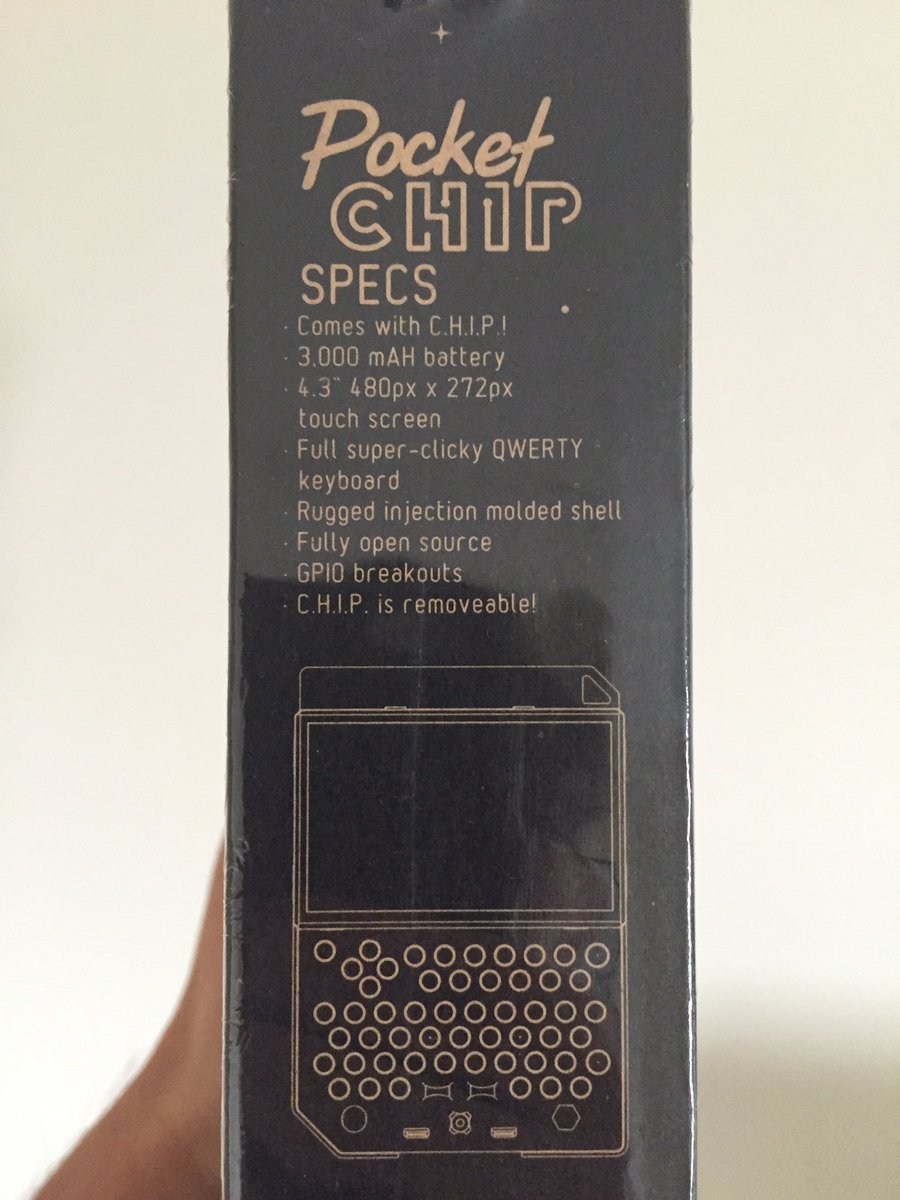 Pocket
CHIP
SPECS
· Comes with C.H.I.P.!
· 3,000 mAH battery
· 4.3" 480px x 272px
touch screen
· Full super-clicky QWERTY
keyboard
· Rugged injection molded shell
· Fully open source
· GPIO breakouts
· C.H.I.P. is removeable!